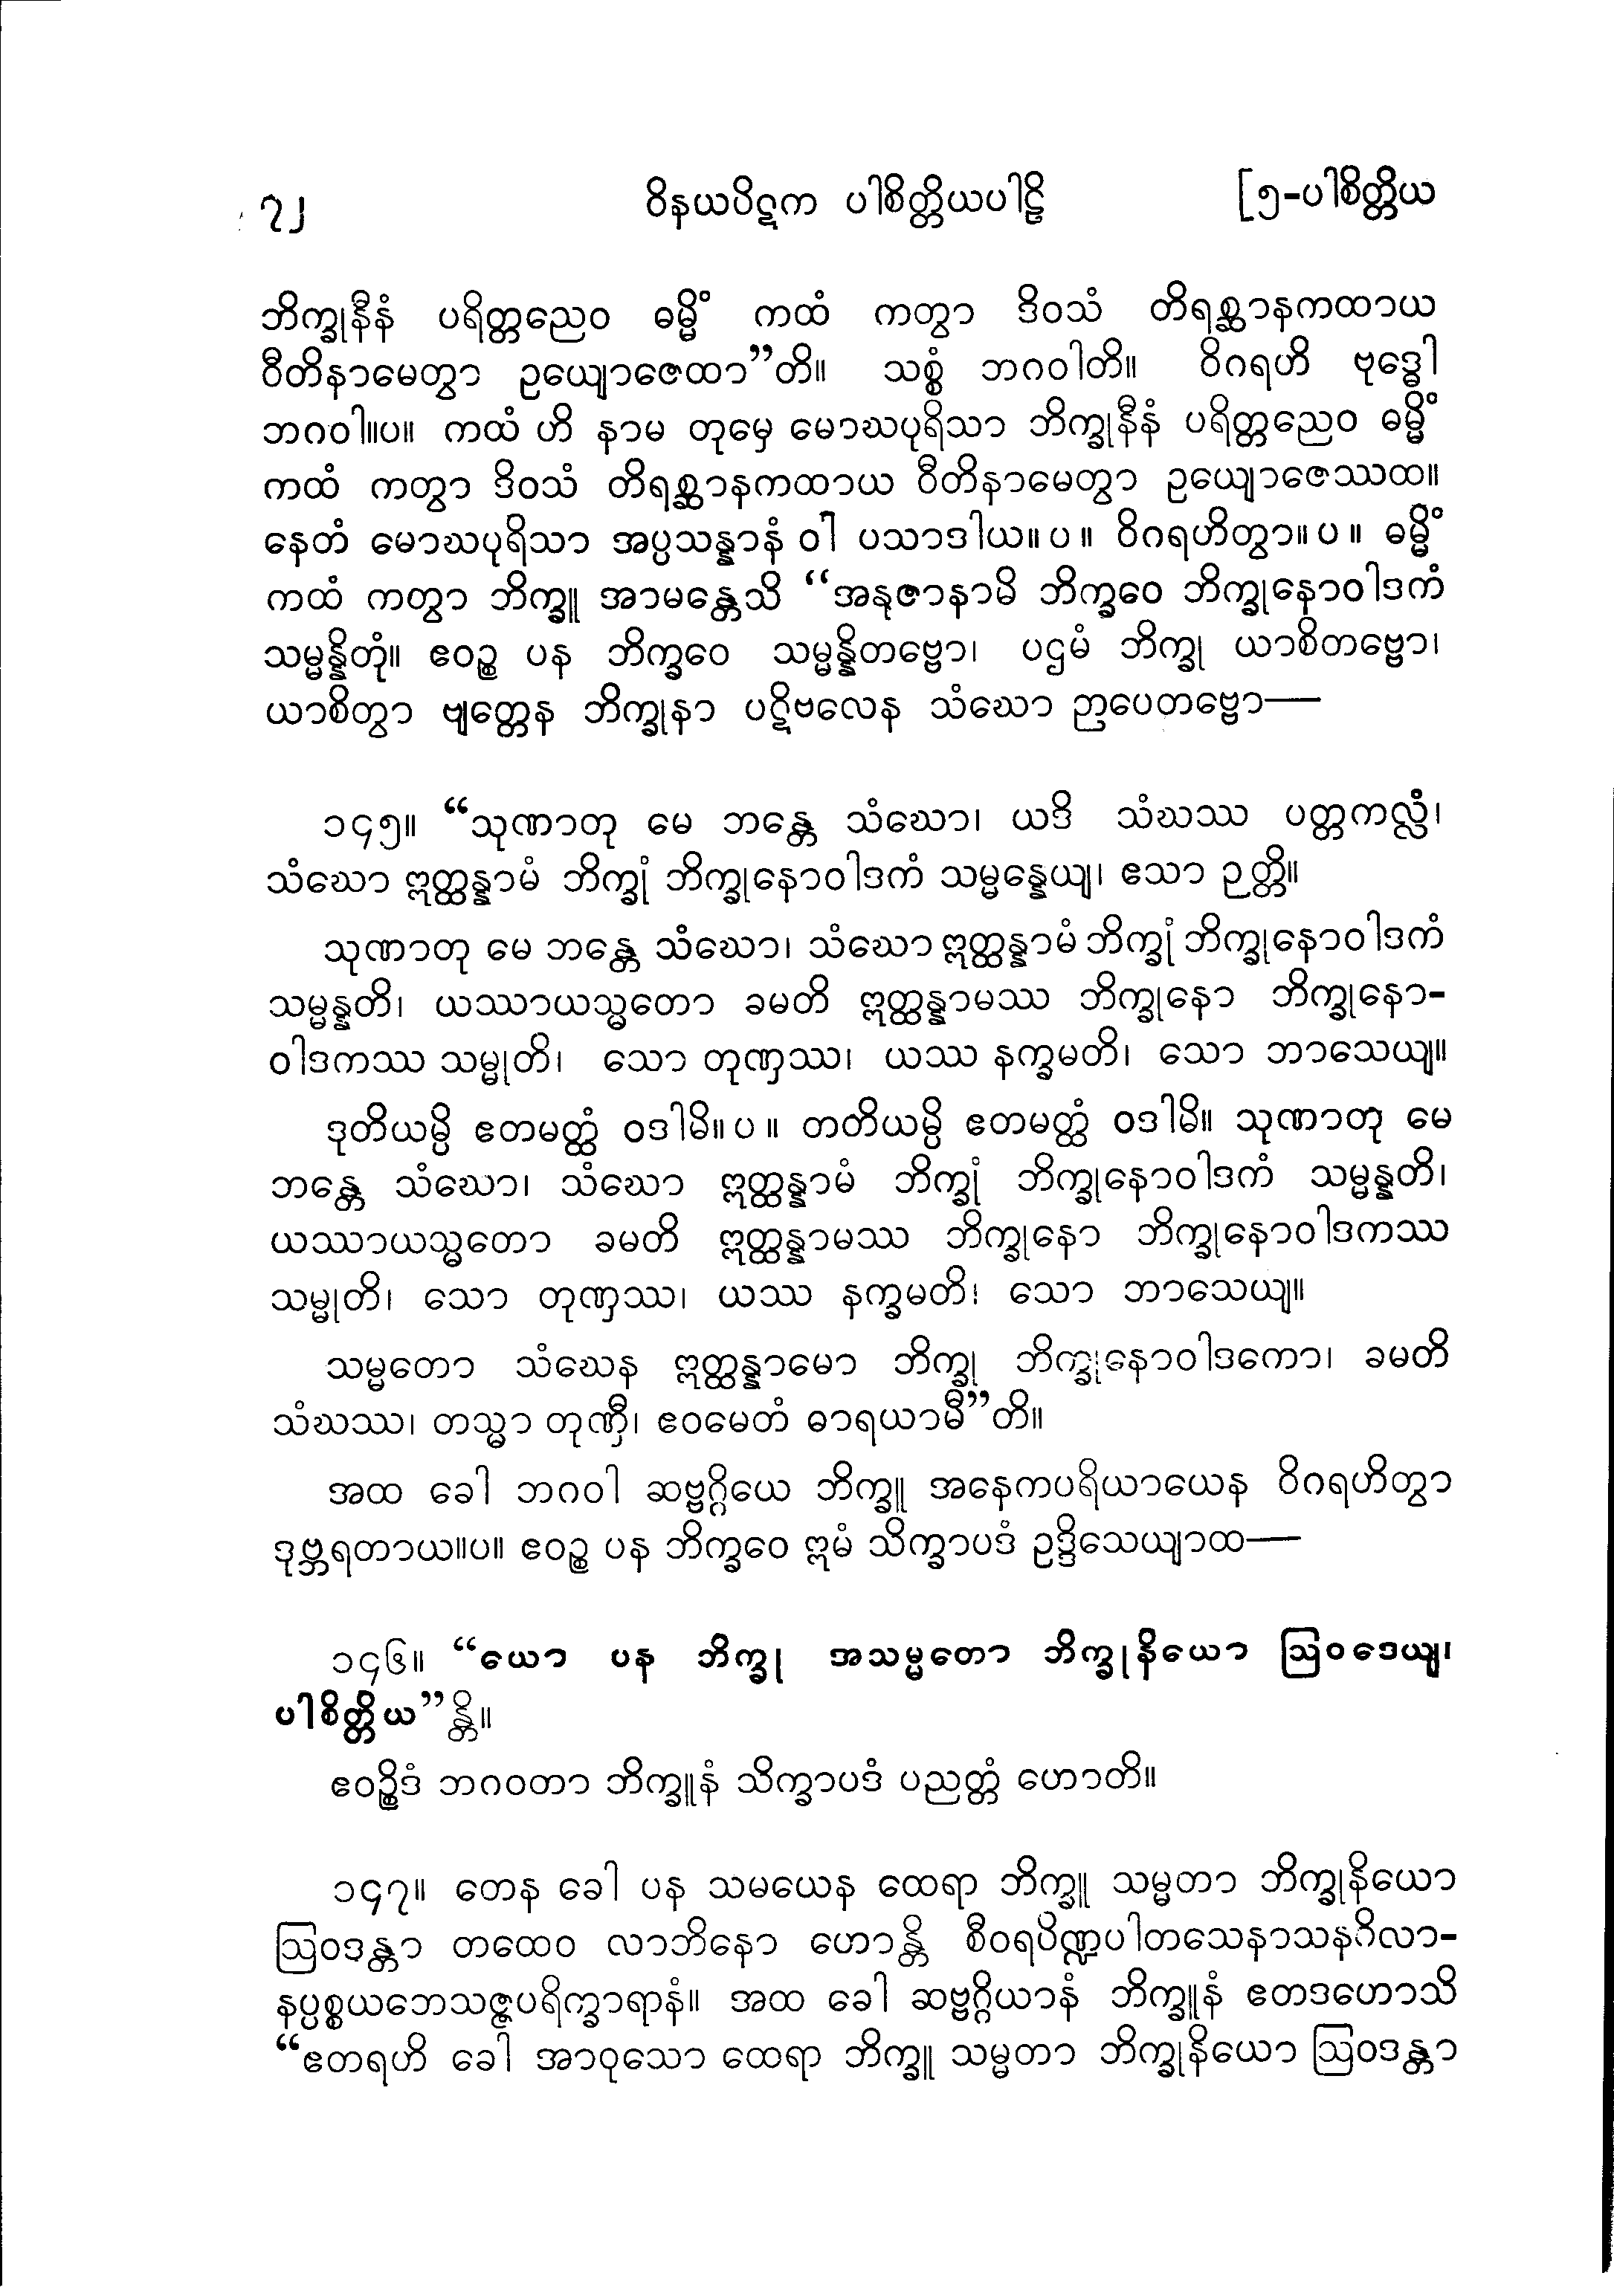 ၇၂ ဝိနယပိဋက ပါစိတ္တိယပါဠိ [၅-ပါစိတ္တိယ
ဘိက္ခုနီနံ ပရိတ္တညေဝ ဓမ္မိံ ကထံ ကတွာ ဒိဝသံ တိရစ္ဆာနကထာယ
ဝီတိနာမေတွာ ဥယျောဇေထာ”တိ။ သစ္စံ ဘဂဝါတိ။ ဝိဂရဟိ ဗုဒ္ဓေါ
ဘဂဝါ။ပ။ ကထံ ဟိ နာမ တုမှေ မောဃပုရိသာ ဘိက္ခုနီနံ ပရိတ္တညေဝ ဓမ္မိံ
ကထံ ကတွာ ဒိဝသံ တိရစ္ဆာနကထာယ ဝီတိနာမေတွာ ဥယျောဇေဿထ။
နေတံ မောဃပုရိသာ အပ္ပသန္နာနံ ဝါ ပသာဒါယ။ပ။ ဝိဂရဟိတွာ။ပ။ ဓမ္မိံ
ကထံ ကတွာ ဘိက္ခူ အာမန္တေသိ “အနုဇာနာမိ ဘိက္ခဝေ ဘိက္ခုနောဝါဒကံ
သမ္မန္နိတုံ။ ဧဝဉ္စ ပန ဘိက္ခဝေ သမ္မန္နိတဗ္ဗော၊ ပဌမံ ဘိက္ခု ယာစိတဗ္ဗော၊
ယာစိတွာ ဗျတ္တေန ဘိက္ခုနာ ပဋိဗလေန သံဃော ဉာပေတဗ္ဗော—
၁၄၅။ “သုဏာတု မေ ဘန္တေ သံဃော၊ ယဒိ သံဃဿ ပတ္တကလ္လံ၊
သံဃော ဣတ္ထန္နာမံ ဘိက္ခုံ ဘိက္ခုနောဝါဒကံ သမ္မန္နေယျ၊ ဧသာ ဉတ္တိ။
သုဏာတု မေ ဘန္တေ သံဃော၊ သံဃော ဣတ္ထန္နာမံ ဘိက္ခုံ ဘိက္ခုနောဝါဒကံ
သမ္မန္နတိ၊ ယဿာယသ္မတော ခမတိ ဣတ္ထန္နာမဿ ဘိက္ခုနော ဘိက္ခုနော-
ဝါဒကဿ သမ္မုတိ၊ သော တုဏှဿ၊ ယဿ နက္ခမတိ၊ သော ဘာသေယျ။
ဒုတိယမ္ပိ ဧတမတ္ထံ ဝဒါမိ။ပ။ တတိယမ္ပိ ဧတမတ္ထံ ဝဒါမိ။ သုဏာတု မေ
ဘန္တေ သံဃော၊ သံဃော ဣတ္ထန္နာမံ ဘိက္ခုံ ဘိက္ခုနောဝါဒကံ သမ္မန္နတိ၊
ယဿာယသ္မတော ခမတိ ဣတ္ထန္နာမဿ ဘိက္ခုနော ဘိက္ခုနောဝါဒကဿ
သမ္မုတိ၊ သော တုဏှဿ၊ ယဿ နက္ခမတိ၊ သော ဘာသေယျ။
သမ္မတော သံဃေန ဣတ္ထန္နာမော ဘိက္ခု ဘိက္ခုနောဝါဒကော၊ ခမတိ
သံဃဿ၊ တသ္မာ တုဏှီ၊ ဧဝမေတံ ဓာရယာမီ”တိ။
အထ ခေါ ဘဂဝါ ဆဗ္ဗဂ္ဂိယေ ဘိက္ခူ အနေကပရိယာယေန ဝိဂရဟိတွာ
ဒုဗ္ဘရတာယ။ပ။ ဧဝဉ္စ ပန ဘိက္ခဝေ ဣမံ သိက္ခာပဒံ ဥဒ္ဒိသေယျာထ—
၁၄၆။ “ယော ပန ဘိက္ခု အသမ္မတော ဘိက္ခုနိယော ဩဝဒေယျ၊
ပါစိတ္တိယ”န္တိ။
ဧဝဉ္စိဒံ ဘဂဝတာ ဘိက္ခူနံ သိက္ခာပဒံ ပညတ္တံ ဟောတိ။
၁၄၇။ တေန ခေါ ပန သမယေန ထေရာ ဘိက္ခူ သမ္မတာ ဘိက္ခုနိယော
ဩဝဒန္တာ တထေဝ လာဘိနော ဟောန္တိ စီဝရပိဏ္ဍပါတသေနာသနဂိလာ-
နပ္ပစ္စယဘေသဇ္ဇပရိက္ခာရာနံ။ အထ ခေါ ဆဗ္ဗဂ္ဂိယာနံ ဘိက္ခူနံ ဧတဒဟောသိ
“ဧတရဟိ ခေါ အာဝုသော ထေရာ ဘိက္ခူ သမ္မတာ ဘိက္ခုနိယော ဩဝဒန္တာ